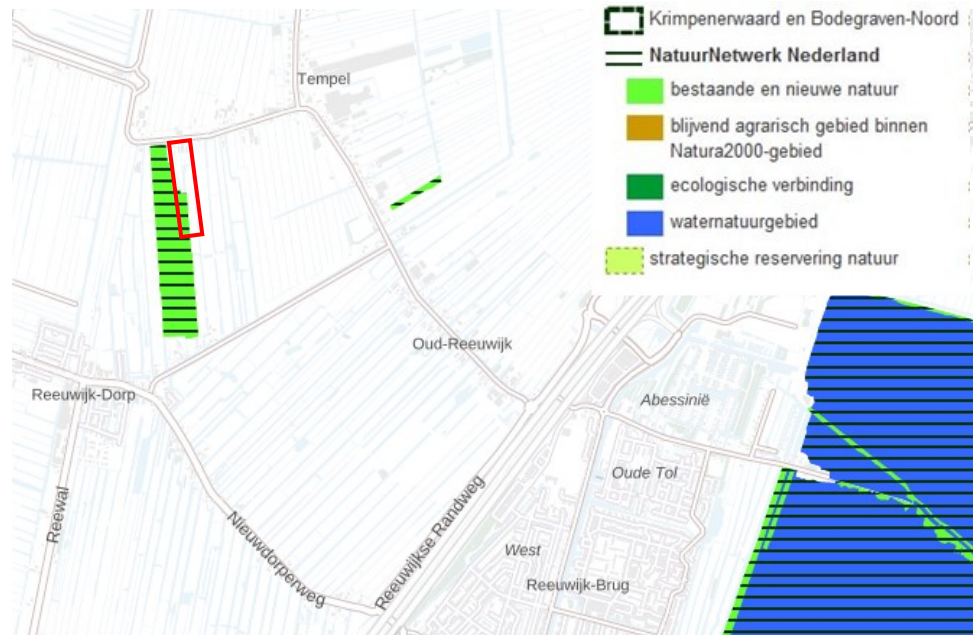 Krimpenerwaard en Bodegraven-Noord
NatuurNetwerk Nederland
bestaande en nieuwe natuur
blijvend agrarisch gebied binnen
Natura2000-gebied
ecologische verbinding
waternatuurgebied
strategische reservering natuur
Tempel
Oud-Reeuwijk
Reeuwijk-Dorp
Abessinië
Oude Tol
Reewal
Nieuwdorperweg
Reeuwijkse Randweg
West
Reeuwijk-Brug